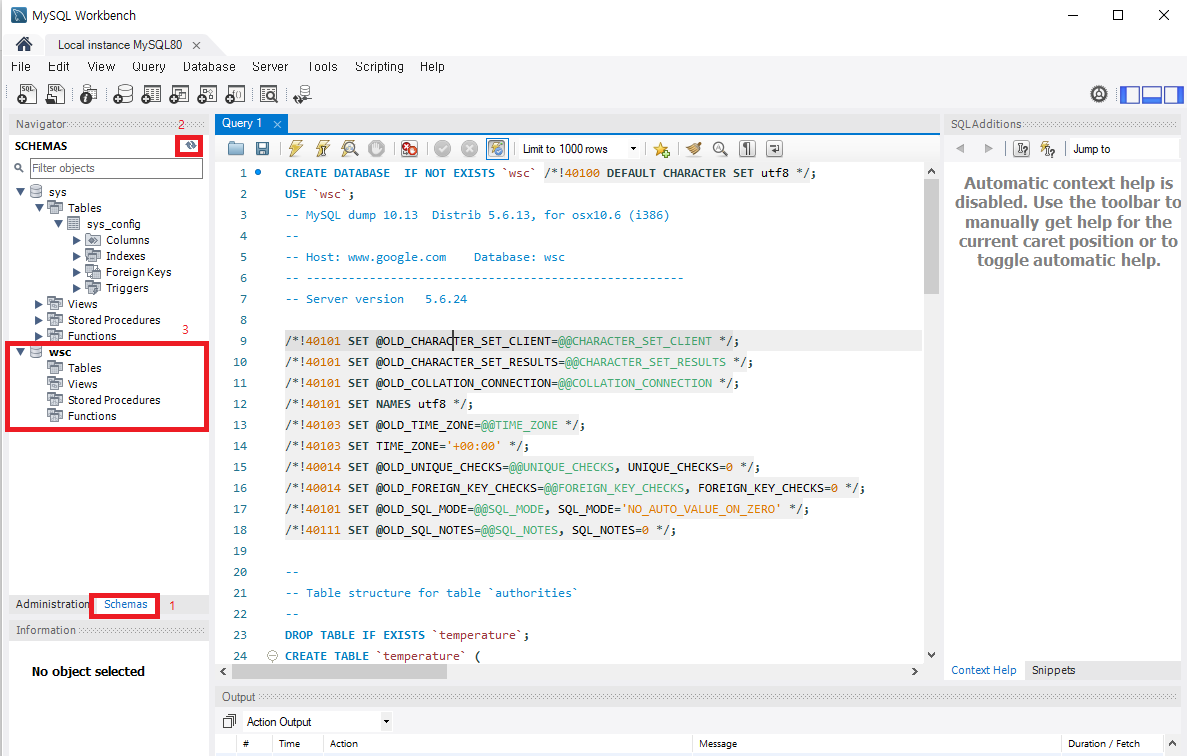 MySQL Workbench
Local instance MySQL80
File Edit View Query Database Server Tools Scripting Help
Navigator
2
SCHEMAS
Filter objects
sys
Tables
sys_config
Columns
Indexes
Foreign Keys
Triggers
Views
Stored Procedures
Functions
3
wsc
Tables
Views
Stored Procedures
Functions
Administration Schemas 1
Information
No object selected
Query 1
Limit to 1000 rows
1 CREATE DATABASE  IF NOT EXISTS `wsc` /*!40100 DEFAULT CHARACTER SET utf8 */;
2 USE `wsc`;
3 -- MySQL dump 10.13  Distrib 5.6.13, for osx10.6 (i386)
4 --
5 -- Host: www.google.com    Database: wsc
6 -- ------------------------------------------------------
7 -- Server version   5.6.24
8
9 /*!40101 SET @OLD_CHARACTER_SET_CLIENT=@@CHARACTER_SET_CLIENT */;
10 /*!40101 SET @OLD_CHARACTER_SET_RESULTS=@@CHARACTER_SET_RESULTS */;
11 /*!40101 SET @OLD_COLLATION_CONNECTION=@@COLLATION_CONNECTION */;
12 /*!40101 SET NAMES utf8 */;
13 /*!40103 SET @OLD_TIME_ZONE=@@TIME_ZONE */;
14 /*!40103 SET TIME_ZONE='+00:00' */;
15 /*!40014 SET @OLD_UNIQUE_CHECKS=@@UNIQUE_CHECKS, UNIQUE_CHECKS=0 */;
16 /*!40014 SET @OLD_FOREIGN_KEY_CHECKS=@@FOREIGN_KEY_CHECKS, FOREIGN_KEY_CHECKS=0 */;
17 /*!40101 SET @OLD_SQL_MODE=@@SQL_MODE, SQL_MODE='NO_AUTO_VALUE_ON_ZERO' */;
18 /*!40111 SET @OLD_SQL_NOTES=@@SQL_NOTES, SQL_NOTES=0 */;
19
20 --
21 -- Table structure for table `authorities`
22 --
23 DROP TABLE IF EXISTS `temperature`;
24 CREATE TABLE `temperature` (
SQLAdditions
Jump to
Automatic context help is
disabled. Use the toolbar to
manually get help for the
current caret position or to
toggle automatic help.
Context Help Snippets
Output
Action Output
# Time Action Message Duration / Fetch